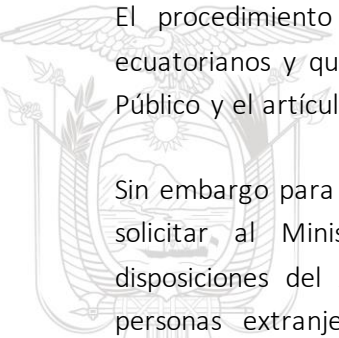 El procedimiento
ecuatorianos y qu
Público y el artícul
Sin embargo para
solicitar al Minis
disposiciones del
personas extranje